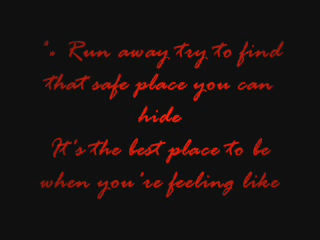 *. Run away try to find
that safe place you can
hide
It's the best place to be
when you're feeling like